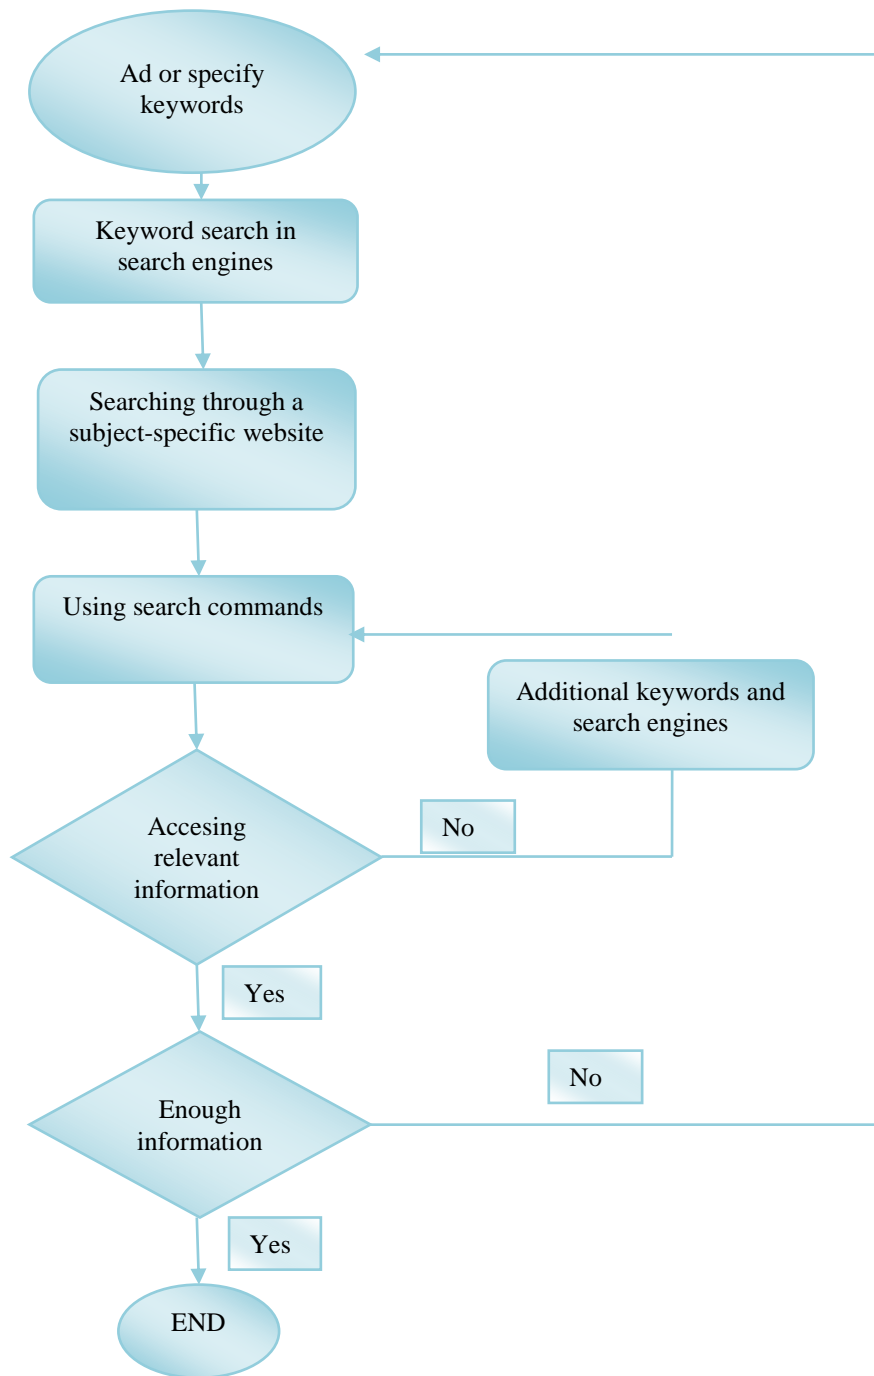 Ad or specify
keywords
Keyword search in
search engines
Searching through a
subject-specific website
Using search commands
Additional keywords and
search engines
No
Accesing
relevant
information
Yes
No
Enough
information
Yes
END